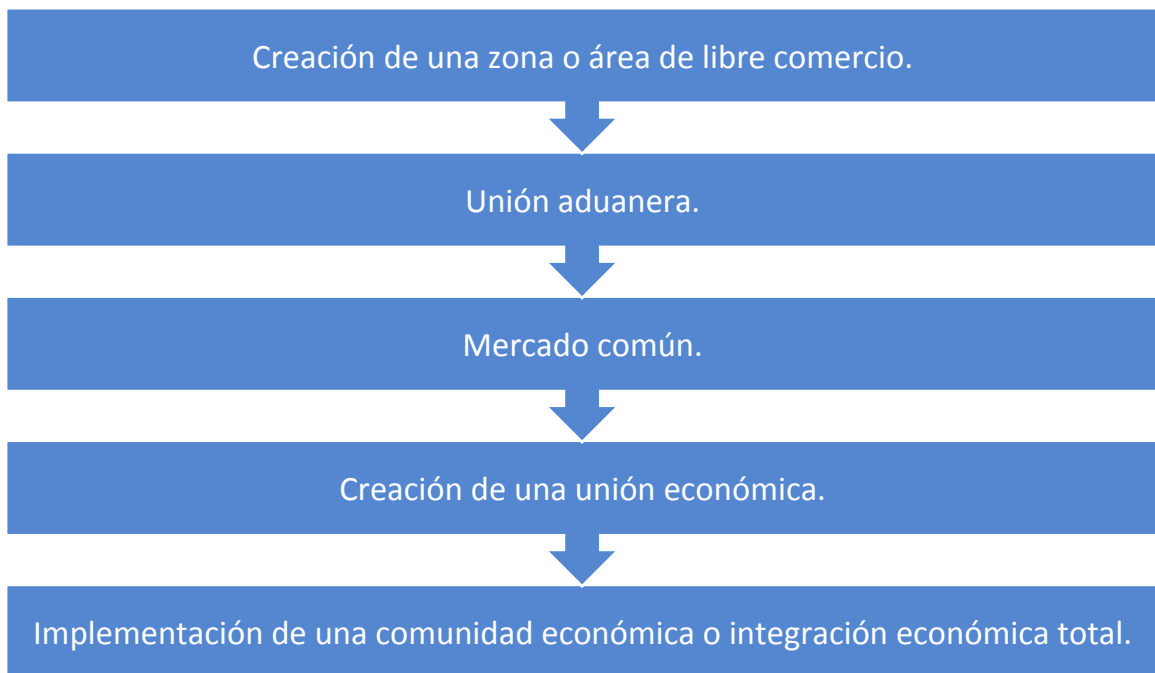 Creación de una zona o área de libre comercio.
Unión aduanera.
Mercado común.
Creación de una unión económica.
Implementación de una comunidad económica o integración económica total.